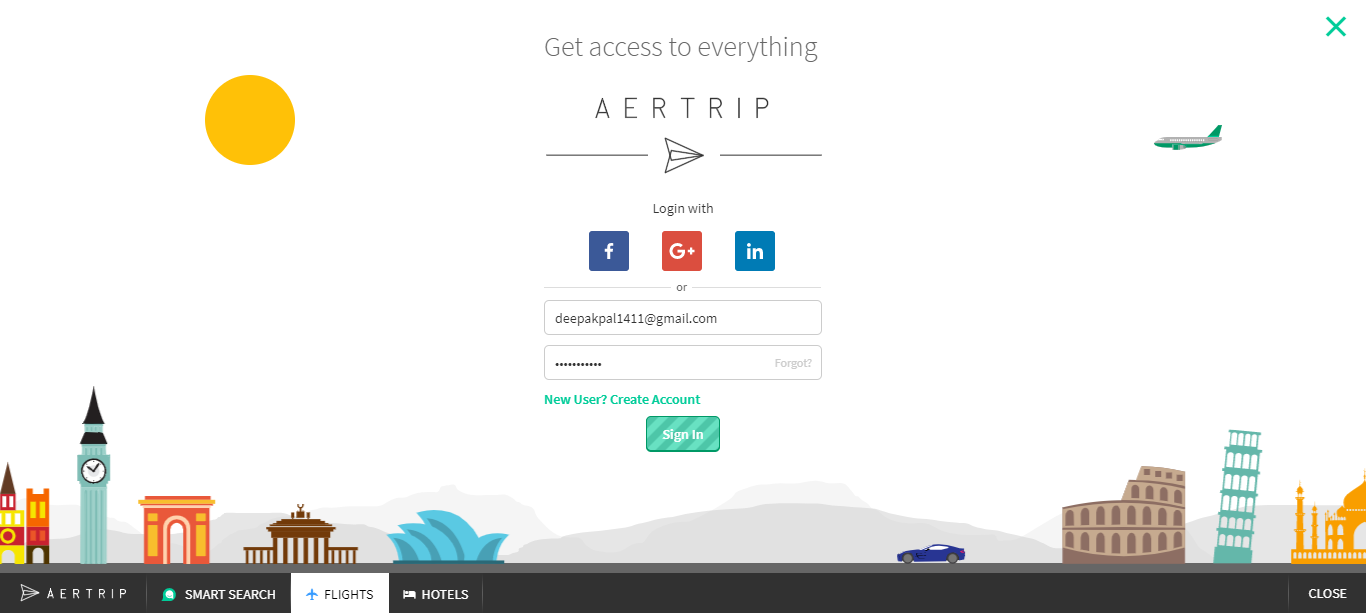 Get access to everything
AERTRIP
Login with
f G+ in
or
deepakpal1411@gmail.com
••••••••••• Forgot?
New User? Create Account
Sign In
AERTRIP SMART SEARCH FLIGHTS HOTELS CLOSE